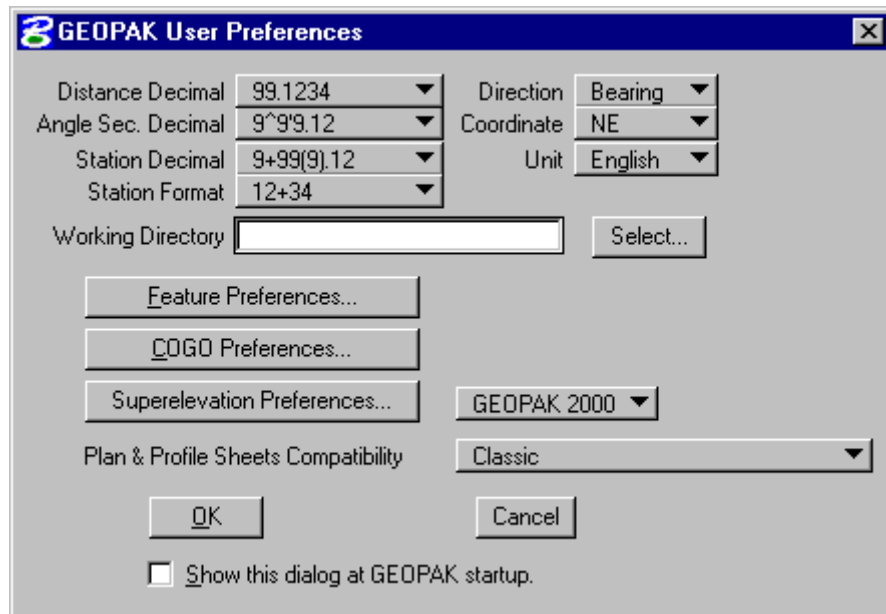 GEOPAK User Preferences
Distance Decimal 99.1234 Direction Bearing
Angle Sec. Decimal 9^9'9.12 Coordinate NE
Station Decimal 9+99(9).12 Unit English
Station Format 12+34
Working Directory Select...
Feature Preferences...
COGO Preferences...
Superelevation Preferences... GEOPAK 2000
Plan & Profile Sheets Compatibility Classic
OK Cancel
Show this dialog at GEOPAK startup.